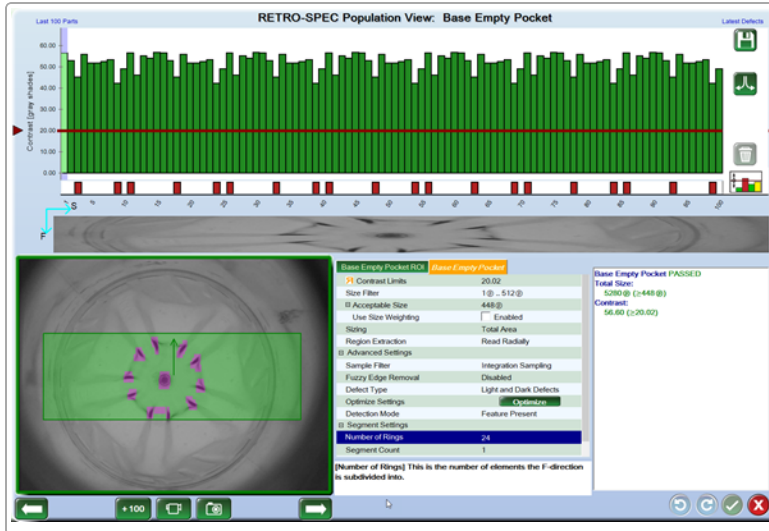 RETRO-SPEC Population View: Base Empty Pocket
Last 100 Parts
Latest Defects
Contrast [gray shades]
60.00
50.00
40.00
30.00
20.00
10.00
0.00
1 5 10 15 20 25 30 35 40 45 50 55 60 65 70 75 80 85 90 95 100
S
F
Base Empty Pocket ROI
Base Empty Pocket
Contrast Limits 20.02
Size Filter 1 ⓟ .. 512 ⓟ
Acceptable Size 448 ⓟ
Use Size Weighting Enabled
Sizing Total Area
Region Extraction Read Radially
Advanced Settings
Sample Filter Integration Sampling
Fuzzy Edge Removal Disabled
Defect Type Light and Dark Defects
Optimize Settings Optimize
Detection Mode Feature Present
Segment Settings
Number of Rings 24
Segment Count 1
[Number of Rings] This is the number of elements the F-direction
is subdivided into.
Base Empty Pocket PASSED
Total Size:
5280 ⓟ (≥448 ⓟ)
Contrast:
56.60 (≥20.02)
+100